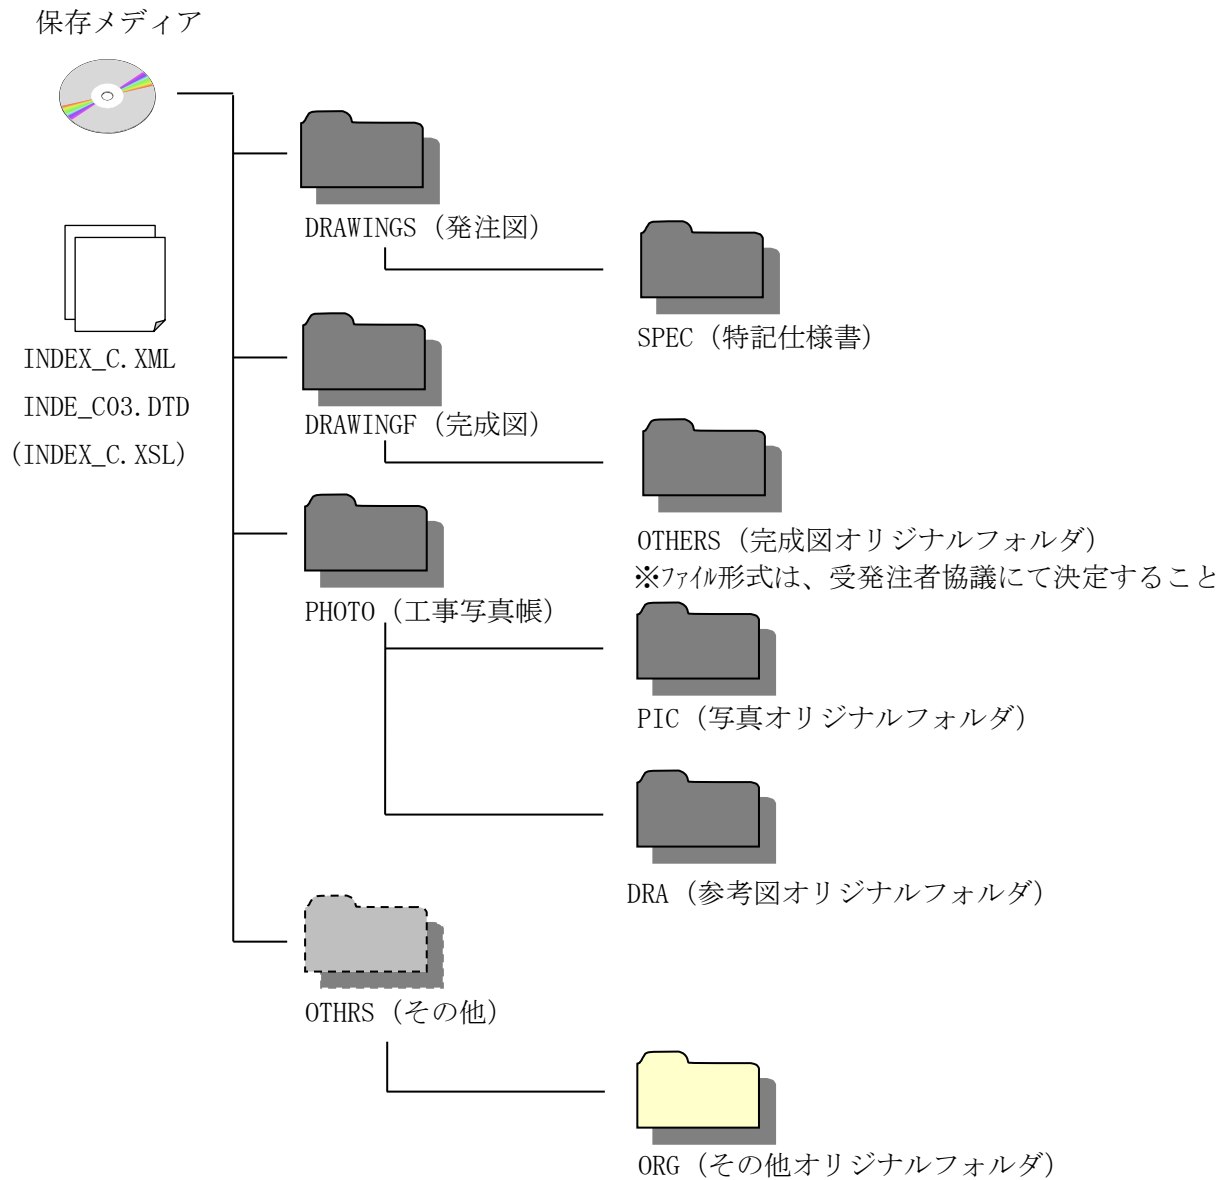 保存メディア
DRAWINGS（発注図）
SPEC（特記仕様書）
INDEX_C.XML
INDE_C03.DTD
(INDEX_C.XSL)
DRAWINGF（完成図）
OTHERS（完成図オリジナルフォルダ）
※ﾌｧｲﾙ形式は、受発注者協議にて決定すること
PHOTO（工事写真帳）
PIC（写真オリジナルフォルダ）
DRA（参考図オリジナルフォルダ）
OTHRS（その他）
ORG（その他オリジナルフォルダ）